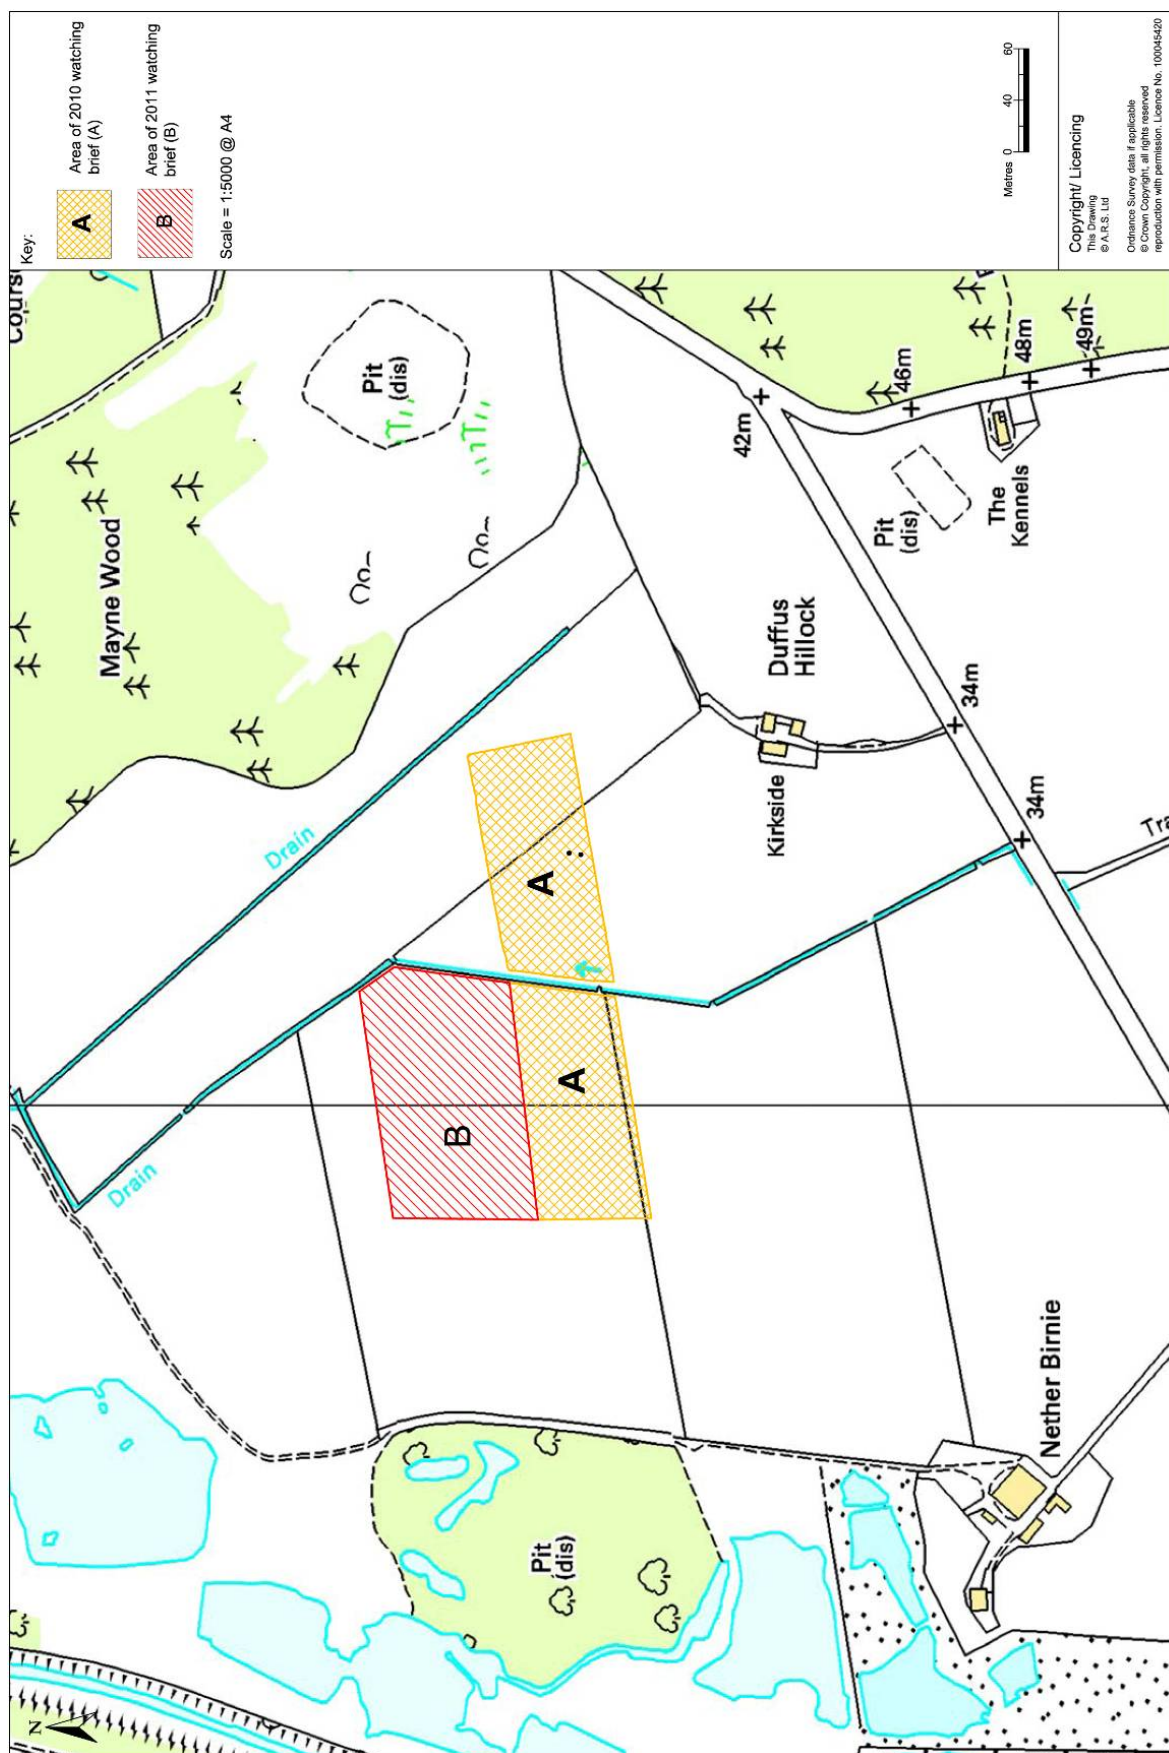 N
Pit
(dis)
Nether Birnie
Drain
Drain
B
A
A
Mayne Wood
Pit
(dis)
Kirkside
Duffus
Hillock
34m
34m
42m
46m
48m
49m
Pit
(dis)
The
Kennels
Key:
A
Area of 2010 watching
brief (A)
B
Area of 2011 watching
brief (B)
Scale = 1:5000 @ A4
Metres
0
40
60
Copyright/ Licencing
This Drawing
© A.R.S. Ltd
Ordnance Survey data if applicable
© Crown Copyright, all rights reserved
reproduction with permission. Licence No. 100045420